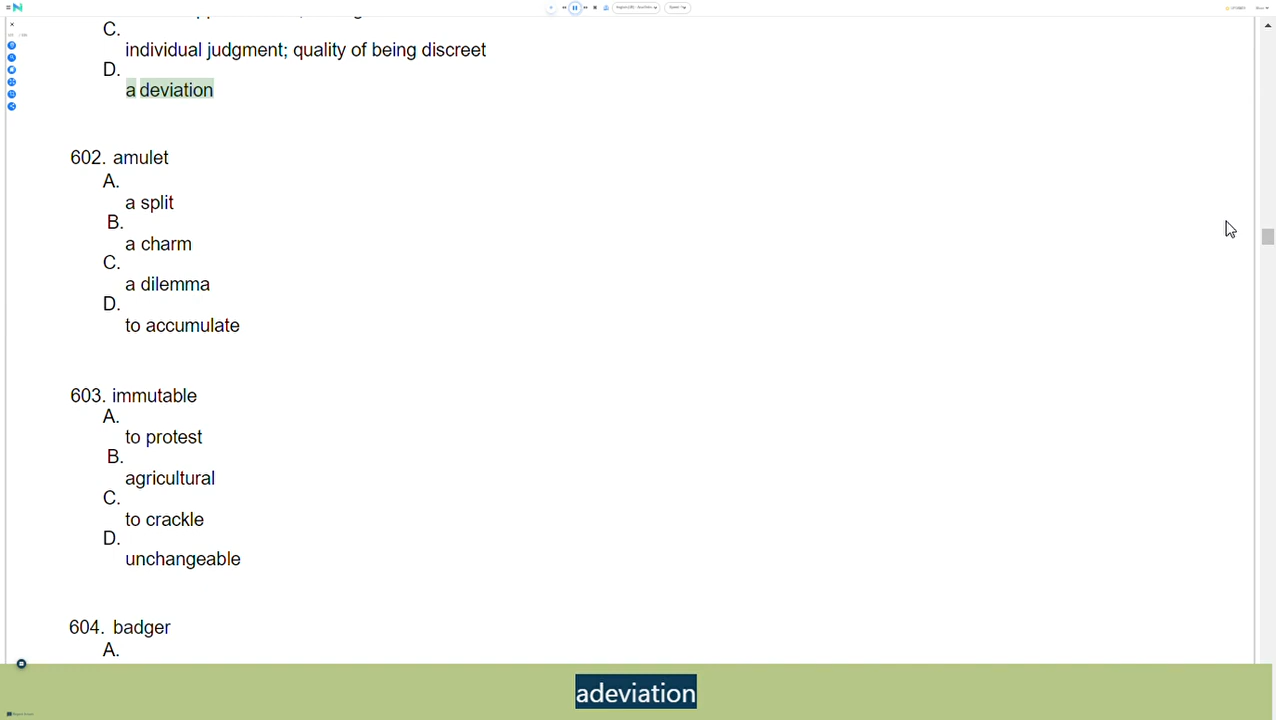 C.
individual judgment; quality of being discreet
D.
a deviation
602. amulet
A.
a split
B.
a charm
C.
a dilemma
D.
to accumulate
603. immutable
A.
to protest
B.
agricultural
C.
to crackle
D.
unchangeable
604. badger
A.
adeviation